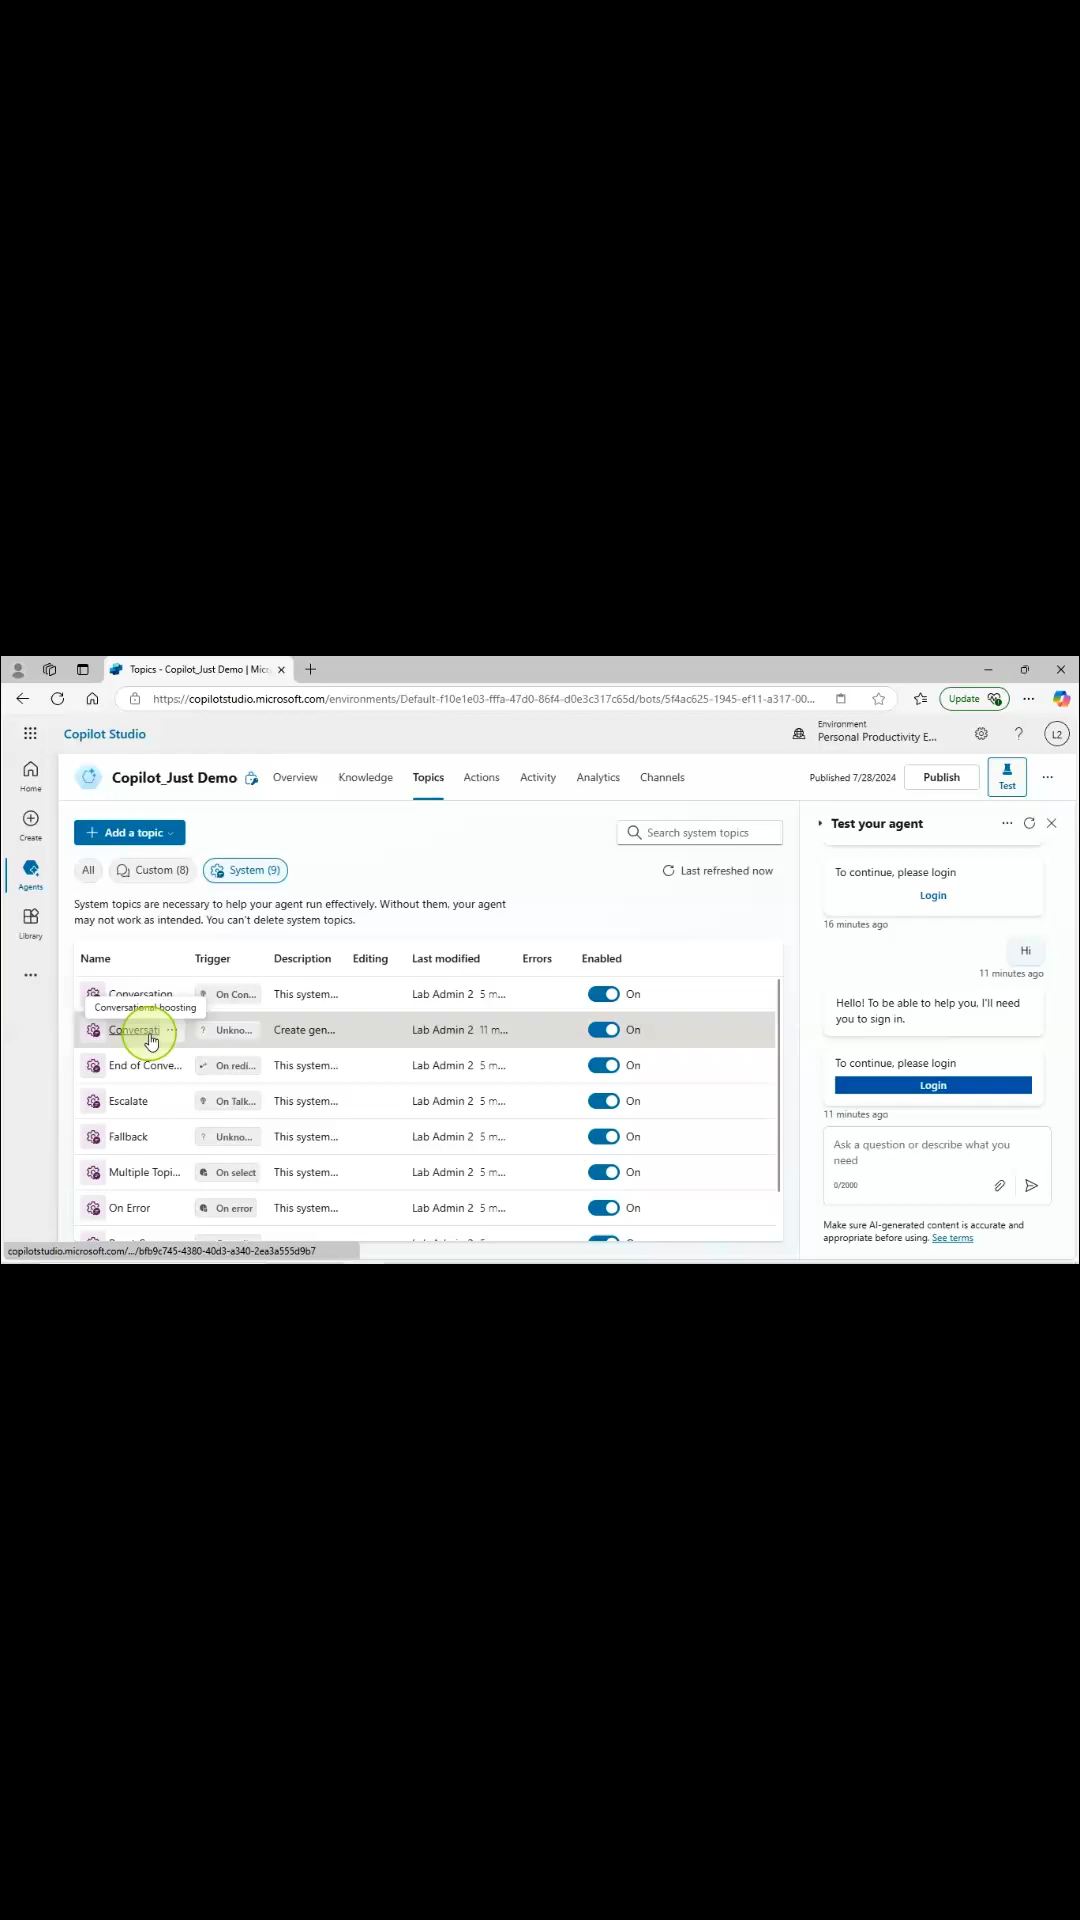 Topics - Copilot_Just Demo | Micr
https://copilotstudio.microsoft.com/environments/Default-f10e1e03-fffa-47d0-86f4-d0e3c317c65d/bots/5f4ac625-1945-ef11-a317-00...
Update
Copilot Studio
Environment
Personal Productivity E...
L2
Home
Create
Agents
Library
Copilot_Just Demo
Overview
Knowledge
Topics
Actions
Activity
Analytics
Channels
Published 7/28/2024
Publish
Test
Add a topic
Search system topics
All
Custom (8)
System (9)
Last refreshed now
System topics are necessary to help your agent run effectively. Without them, your agent
may not work as intended. You can't delete system topics.
Name Trigger Description Editing Last modified Errors Enabled
Conversation On Con... This system... Lab Admin 2 5 m... On
Conversational boosting
Conversati ... ? Unkno... Create gen... Lab Admin 2 11 m... On
End of Conve... On redi... This system... Lab Admin 2 5 m... On
Escalate On Talk... This system... Lab Admin 2 5 m... On
Fallback ? Unkno... This system... Lab Admin 2 5 m... On
Multiple Topi... On select This system... Lab Admin 2 5 m... On
On Error On error This system... Lab Admin 2 5 m... On
copilotstudio.microsoft.com/.../bfb9c745-4380-40d3-a340-2ea3a555d9b7
Test your agent
To continue, please login
Login
16 minutes ago
Hi
11 minutes ago
Hello! To be able to help you, I'll need
you to sign in.
To continue, please login
Login
11 minutes ago
Ask a question or describe what you
need
0/2000
Make sure AI-generated content is accurate and
appropriate before using. See terms